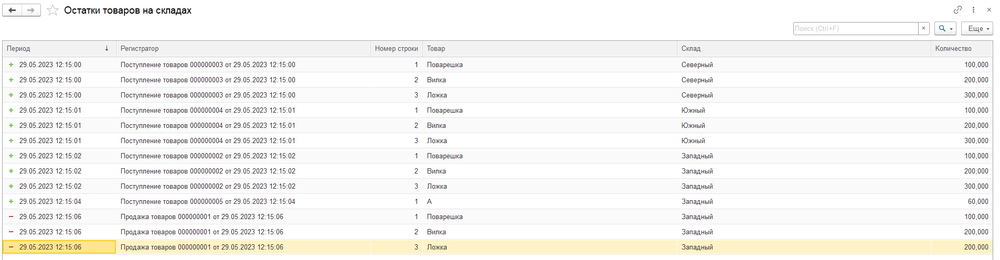 Остатки товаров на складах
Поиск (Ctrl+F) × Еще
Период ↓ Регистратор Номер строки Товар Склад Количество
+ 29.05.2023 12:15:00 Поступление товаров 000000003 от 29.05.2023 12:15:00 1 Поварешка Северный 100,000
+ 29.05.2023 12:15:00 Поступление товаров 000000003 от 29.05.2023 12:15:00 2 Вилка Северный 200,000
+ 29.05.2023 12:15:00 Поступление товаров 000000003 от 29.05.2023 12:15:00 3 Ложка Северный 300,000
+ 29.05.2023 12:15:01 Поступление товаров 000000004 от 29.05.2023 12:15:01 1 Поварешка Южный 100,000
+ 29.05.2023 12:15:01 Поступление товаров 000000004 от 29.05.2023 12:15:01 2 Вилка Южный 200,000
+ 29.05.2023 12:15:01 Поступление товаров 000000004 от 29.05.2023 12:15:01 3 Ложка Южный 300,000
+ 29.05.2023 12:15:02 Поступление товаров 000000002 от 29.05.2023 12:15:02 1 Поварешка Западный 100,000
+ 29.05.2023 12:15:02 Поступление товаров 000000002 от 29.05.2023 12:15:02 2 Вилка Западный 200,000
+ 29.05.2023 12:15:02 Поступление товаров 000000002 от 29.05.2023 12:15:02 3 Ложка Западный 300,000
+ 29.05.2023 12:15:04 Поступление товаров 000000005 от 29.05.2023 12:15:04 1 А Западный 60,000
− 29.05.2023 12:15:06 Продажа товаров 000000001 от 29.05.2023 12:15:06 1 Поварешка Западный 100,000
− 29.05.2023 12:15:06 Продажа товаров 000000001 от 29.05.2023 12:15:06 2 Вилка Западный 200,000
− 29.05.2023 12:15:06 Продажа товаров 000000001 от 29.05.2023 12:15:06 3 Ложка Западный 200,000